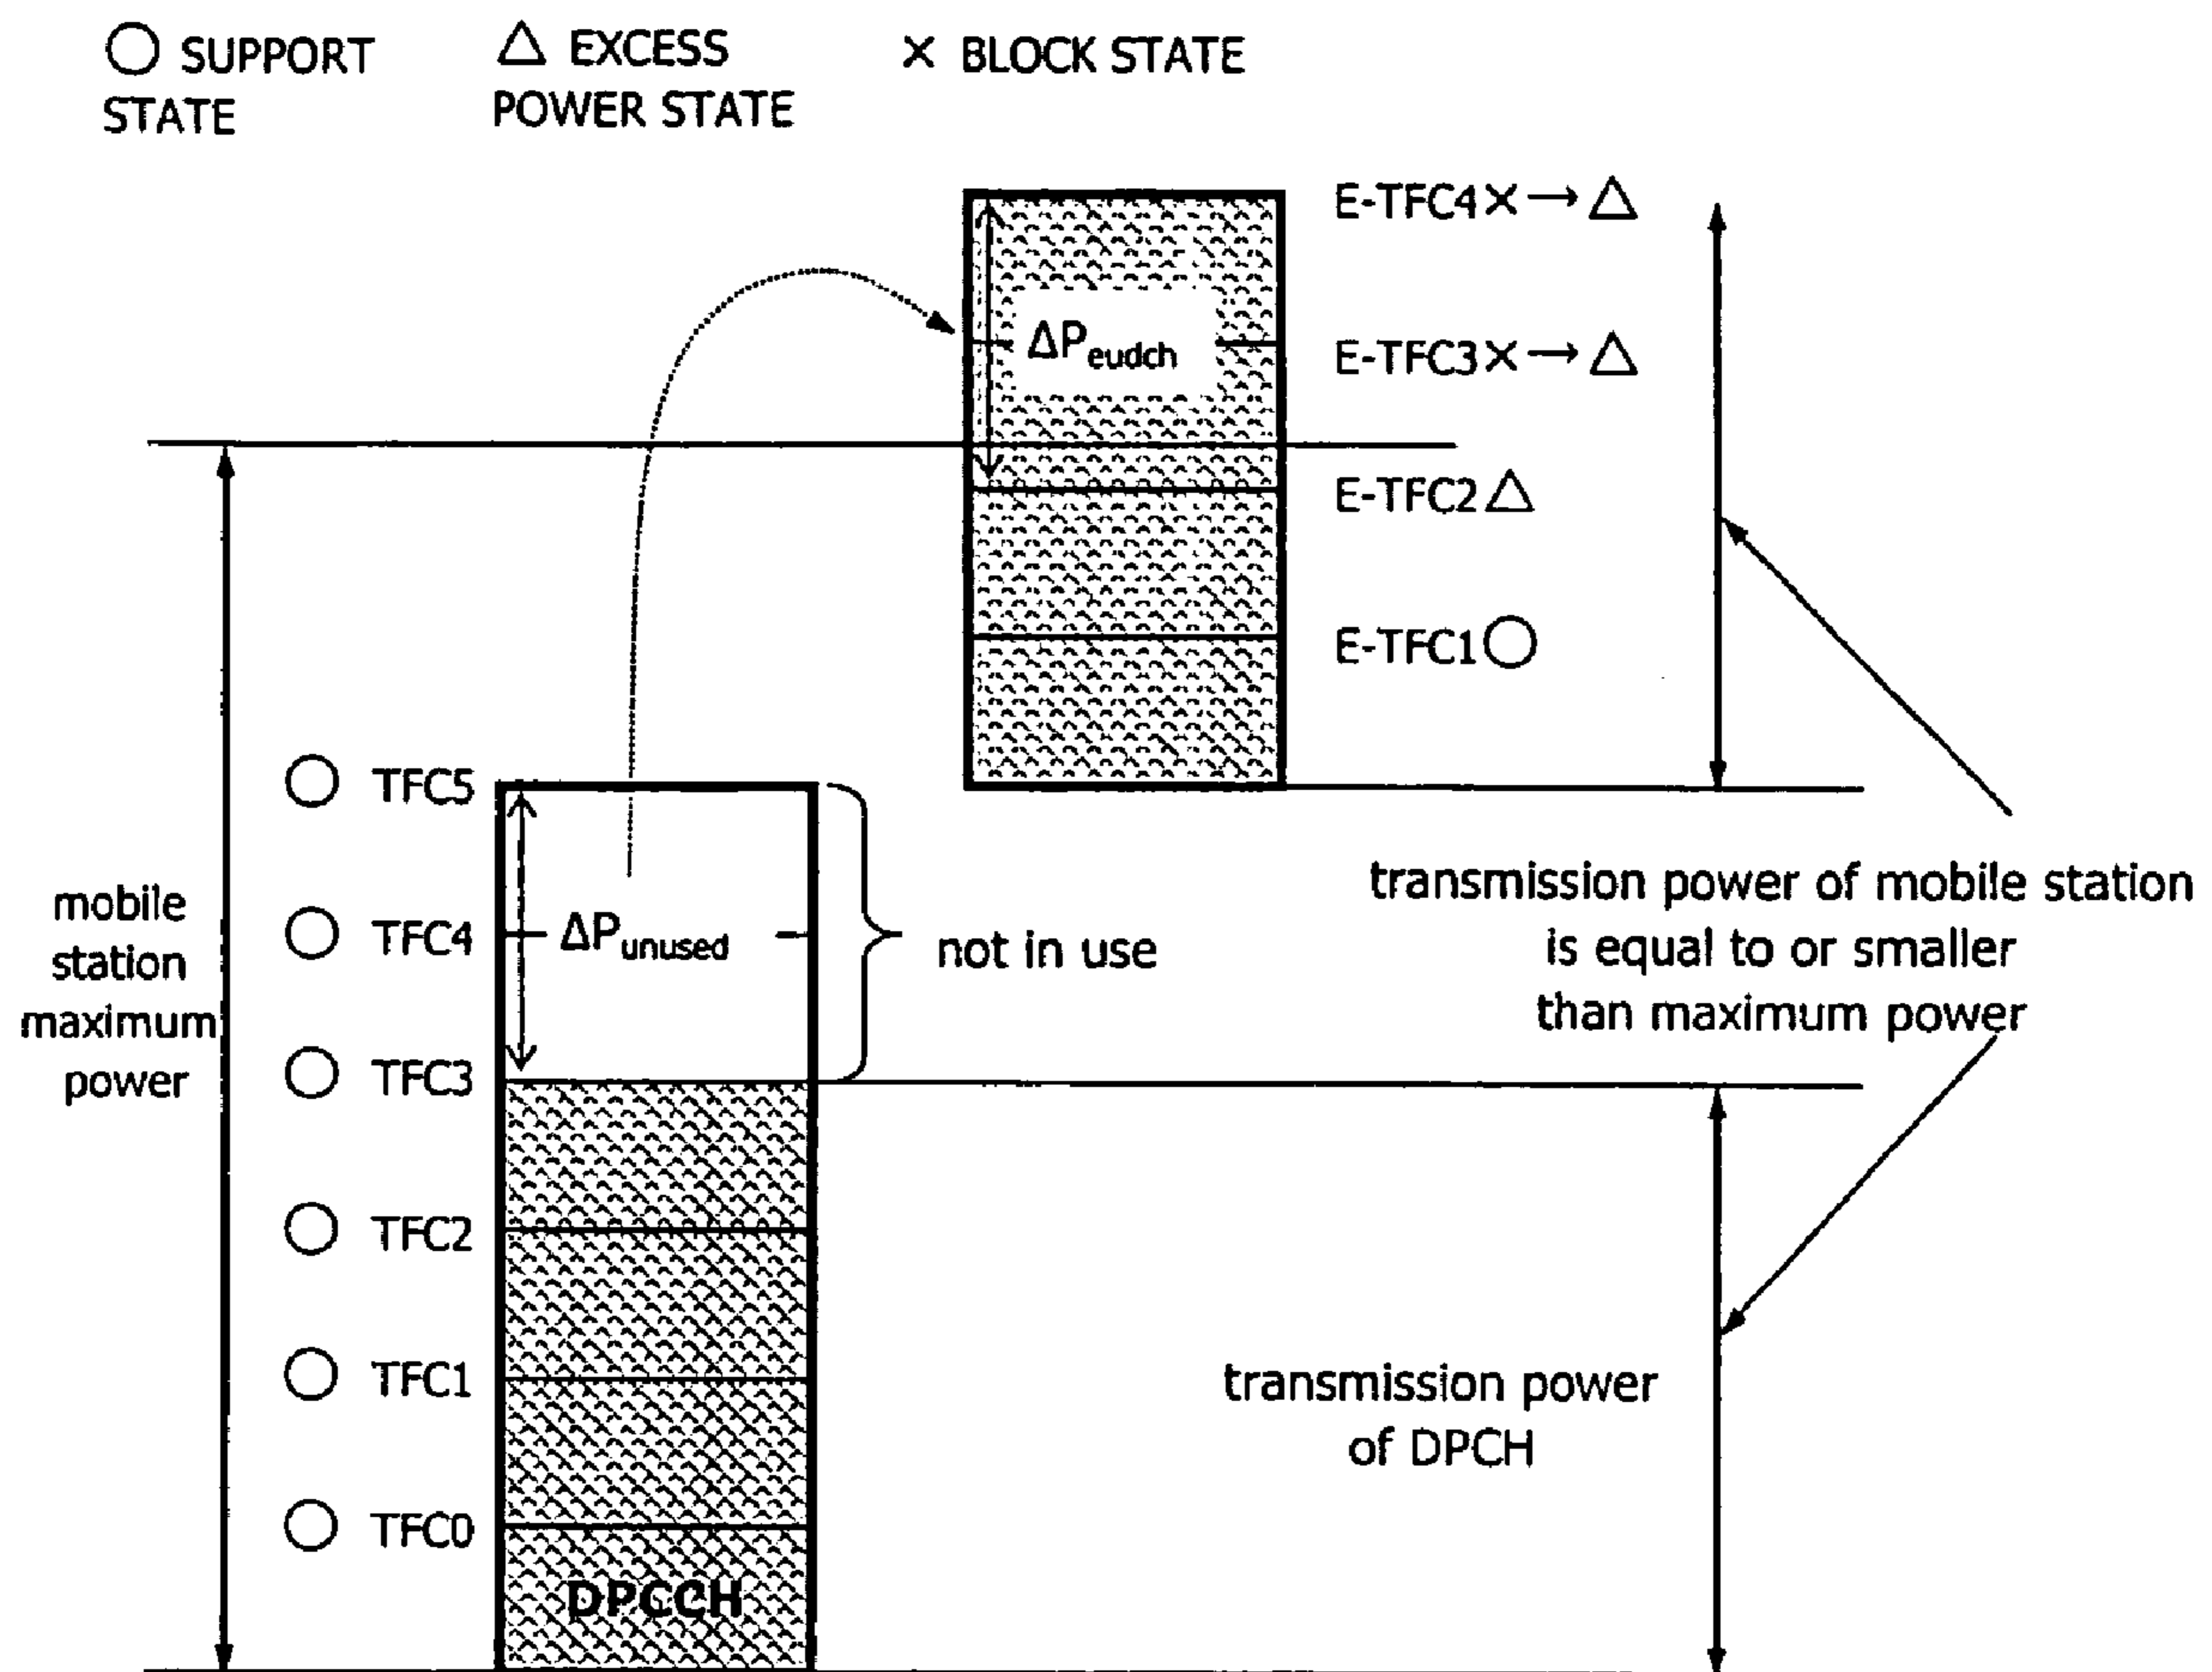 ○ SUPPORT STATE
△ EXCESS POWER STATE
× BLOCK STATE
E-TFC4 × → △
E-TFC3 × → △
E-TFC2 △
E-TFC1 ○
ΔPeudch
○ TFC5
○ TFC4
○ TFC3
○ TFC2
○ TFC1
○ TFC0
ΔPunused
not in use
mobile
station
maximum
power
transmission power of mobile station
is equal to or smaller
than maximum power
transmission power
of DPCH
DPCCH